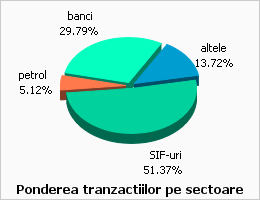 banci
29.79%
altele
13.72%
petrol
5.12%
SIF-uri
51.37%
Ponderea tranzactiilor pe sectoare